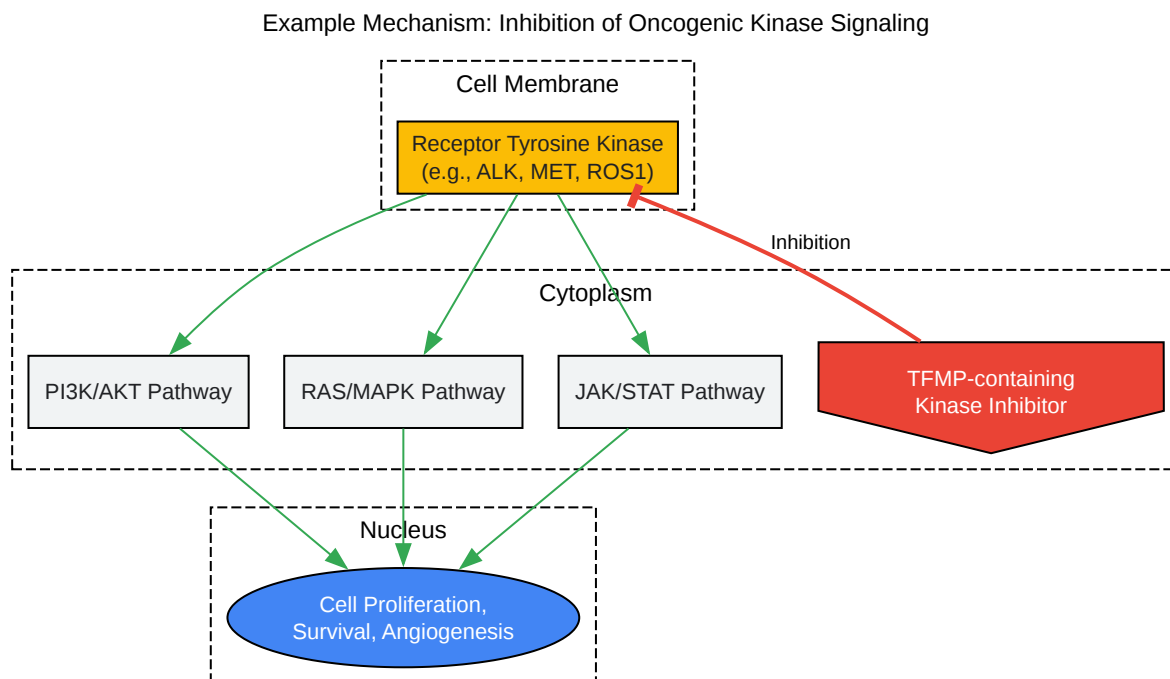 Example Mechanism: Inhibition of Oncogenic Kinase Signaling
Cell Membrane
Receptor Tyrosine Kinase
(e.g., ALK, MET, ROS1)
Inhibition
Cytoplasm
PI3K/AKT Pathway
RAS/MAPK Pathway
JAK/STAT Pathway
TFMP-containing
Kinase Inhibitor
Nucleus
Cell Proliferation,
Survival, Angiogenesis